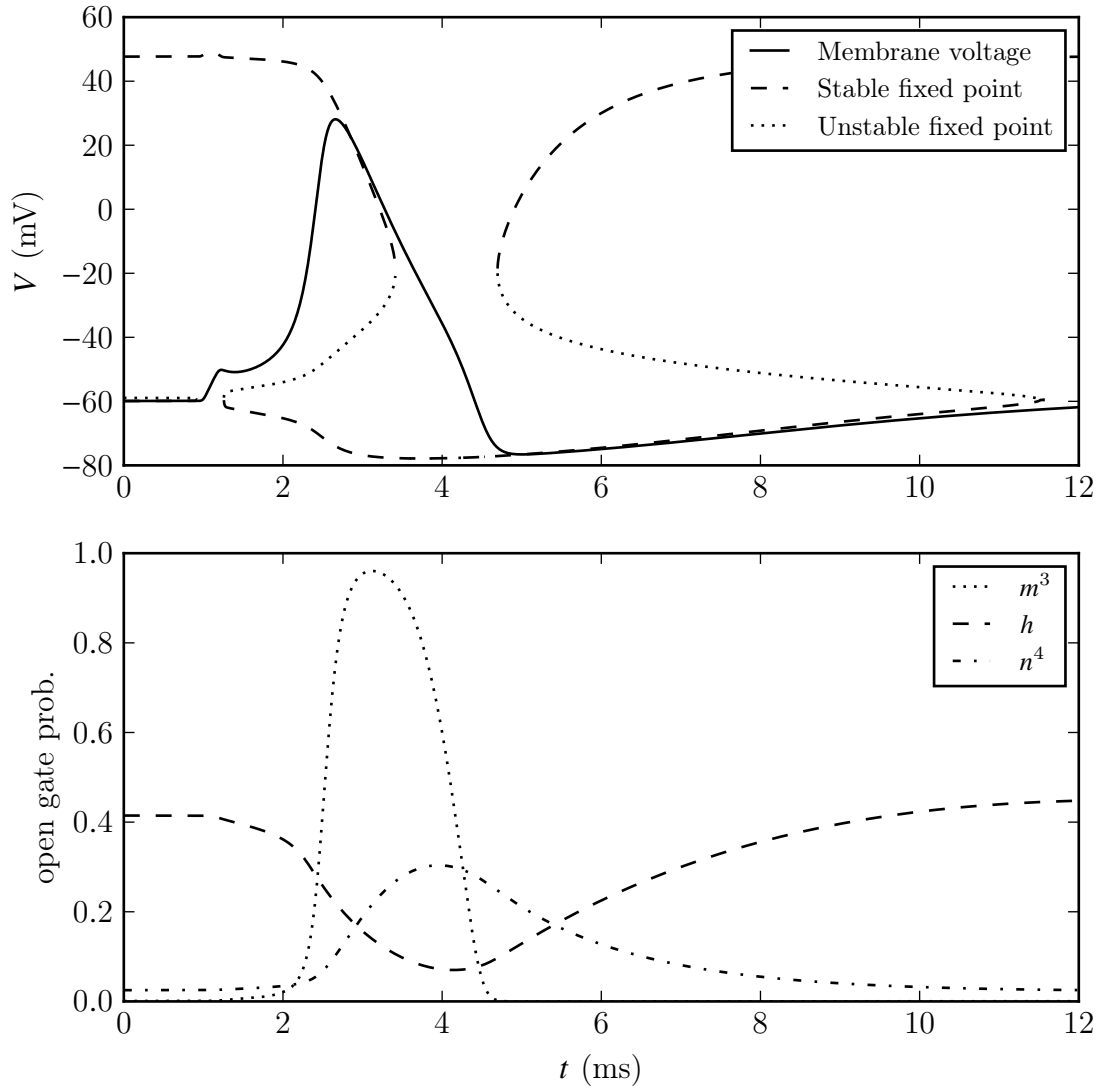 60
40
20
0
−20
−40
−60
−80
V (mV)
Membrane voltage
Stable fixed point
Unstable fixed point
0 2 4 6 8 10 12
1.0
0.8
0.6
0.4
0.2
0.0
open gate prob.
m³
h
n⁴
0 2 4 6 8 10 12
t (ms)